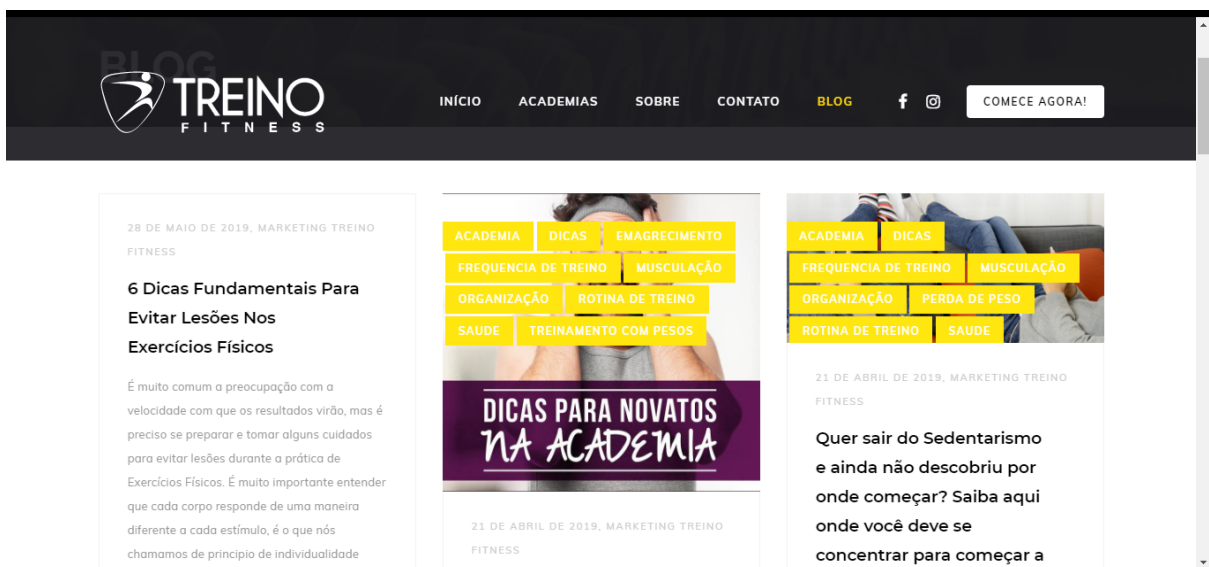 BLOG
TREINO
FITNESS
INÍCIO ACADEMIAS SOBRE CONTATO BLOG COMECE AGORA!
28 DE MAIO DE 2019, MARKETING TREINO
FITNESS
6 Dicas Fundamentais Para
Evitar Lesões Nos
Exercícios Físicos
É muito comum a preocupação com a
velocidade com que os resultados virão, mas é
preciso se preparar e tomar alguns cuidados
para evitar lesões durante a prática de
Exercícios Físicos. É muito importante entender
que cada corpo responde de uma maneira
diferente a cada estímulo, é o que nós
chamamos de principio de individualidade
ACADEMIA DICAS EMAGRECIMENTO
FREQUENCIA DE TREINO MUSCULAÇÃO
ORGANIZAÇÃO ROTINA DE TREINO
SAUDE TREINAMENTO COM PESOS
DICAS PARA NOVATOS
NA ACADEMIA
21 DE ABRIL DE 2019, MARKETING TREINO
FITNESS
ACADEMIA DICAS
FREQUENCIA DE TREINO MUSCULAÇÃO
ORGANIZAÇÃO PERDA DE PESO
ROTINA DE TREINO SAUDE
21 DE ABRIL DE 2019, MARKETING TREINO
FITNESS
Quer sair do Sedentarismo
e ainda não descobriu por
onde começar? Saiba aqui
onde você deve se
concentrar para começar a